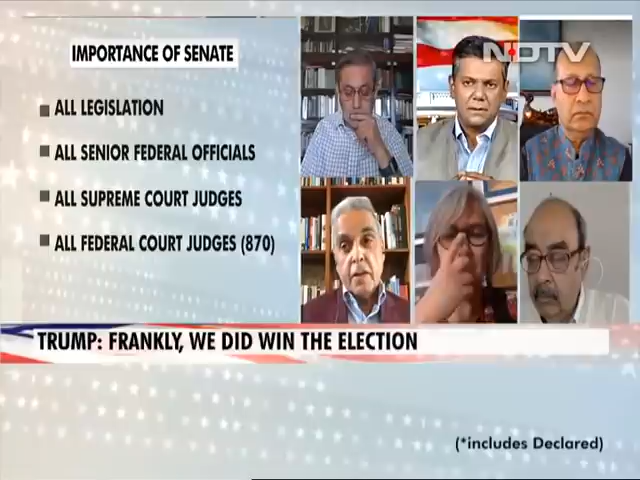 NDTV
IMPORTANCE OF SENATE
ALL LEGISLATION
ALL SENIOR FEDERAL OFFICIALS
ALL SUPREME COURT JUDGES
ALL FEDERAL COURT JUDGES (870)
TRUMP: FRANKLY, WE DID WIN THE ELECTION
(*includes Declared)